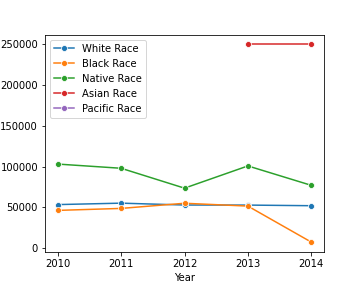 250000
200000
150000
100000
50000
0
White Race
Black Race
Native Race
Asian Race
Pacific Race
2010 2011 2012 2013 2014
Year